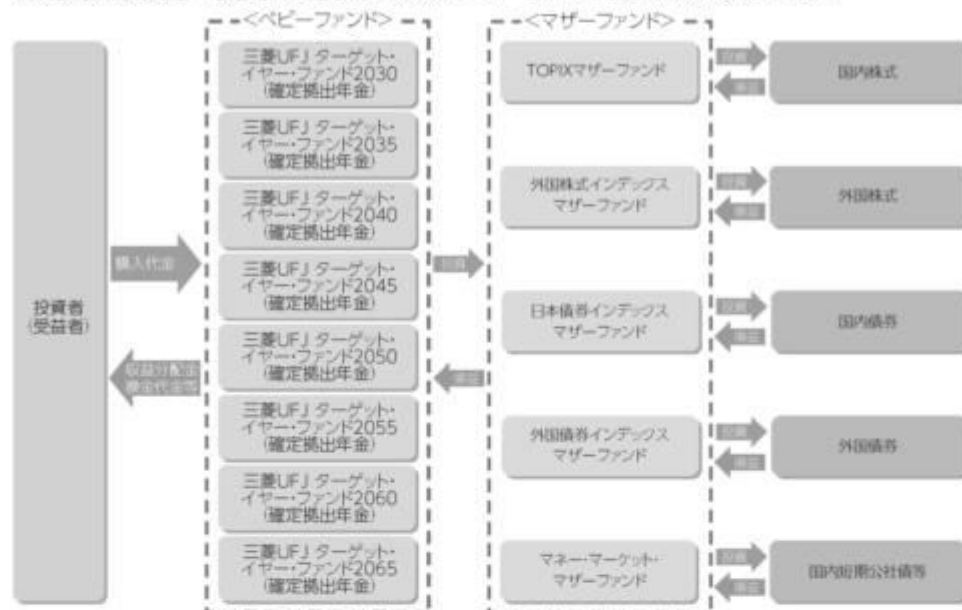 <ベビーファンド>
<マザーファンド>
投資者
(受益者)
購入代金
収益分配金
換金代金等
三菱UFJ ターゲット・
イヤー・ファンド2030
(確定拠出年金)
三菱UFJ ターゲット・
イヤー・ファンド2035
(確定拠出年金)
三菱UFJ ターゲット・
イヤー・ファンド2040
(確定拠出年金)
三菱UFJ ターゲット・
イヤー・ファンド2045
(確定拠出年金)
三菱UFJ ターゲット・
イヤー・ファンド2050
(確定拠出年金)
三菱UFJ ターゲット・
イヤー・ファンド2055
(確定拠出年金)
三菱UFJ ターゲット・
イヤー・ファンド2060
(確定拠出年金)
三菱UFJ ターゲット・
イヤー・ファンド2065
(確定拠出年金)
TOPIXマザーファンド
国内株式
外国株式インデックス
マザーファンド
外国株式
日本債券インデックス
マザーファンド
国内債券
外国債券インデックス
マザーファンド
外国債券
マネー・マーケット・
マザーファンド
国内短期公社債等